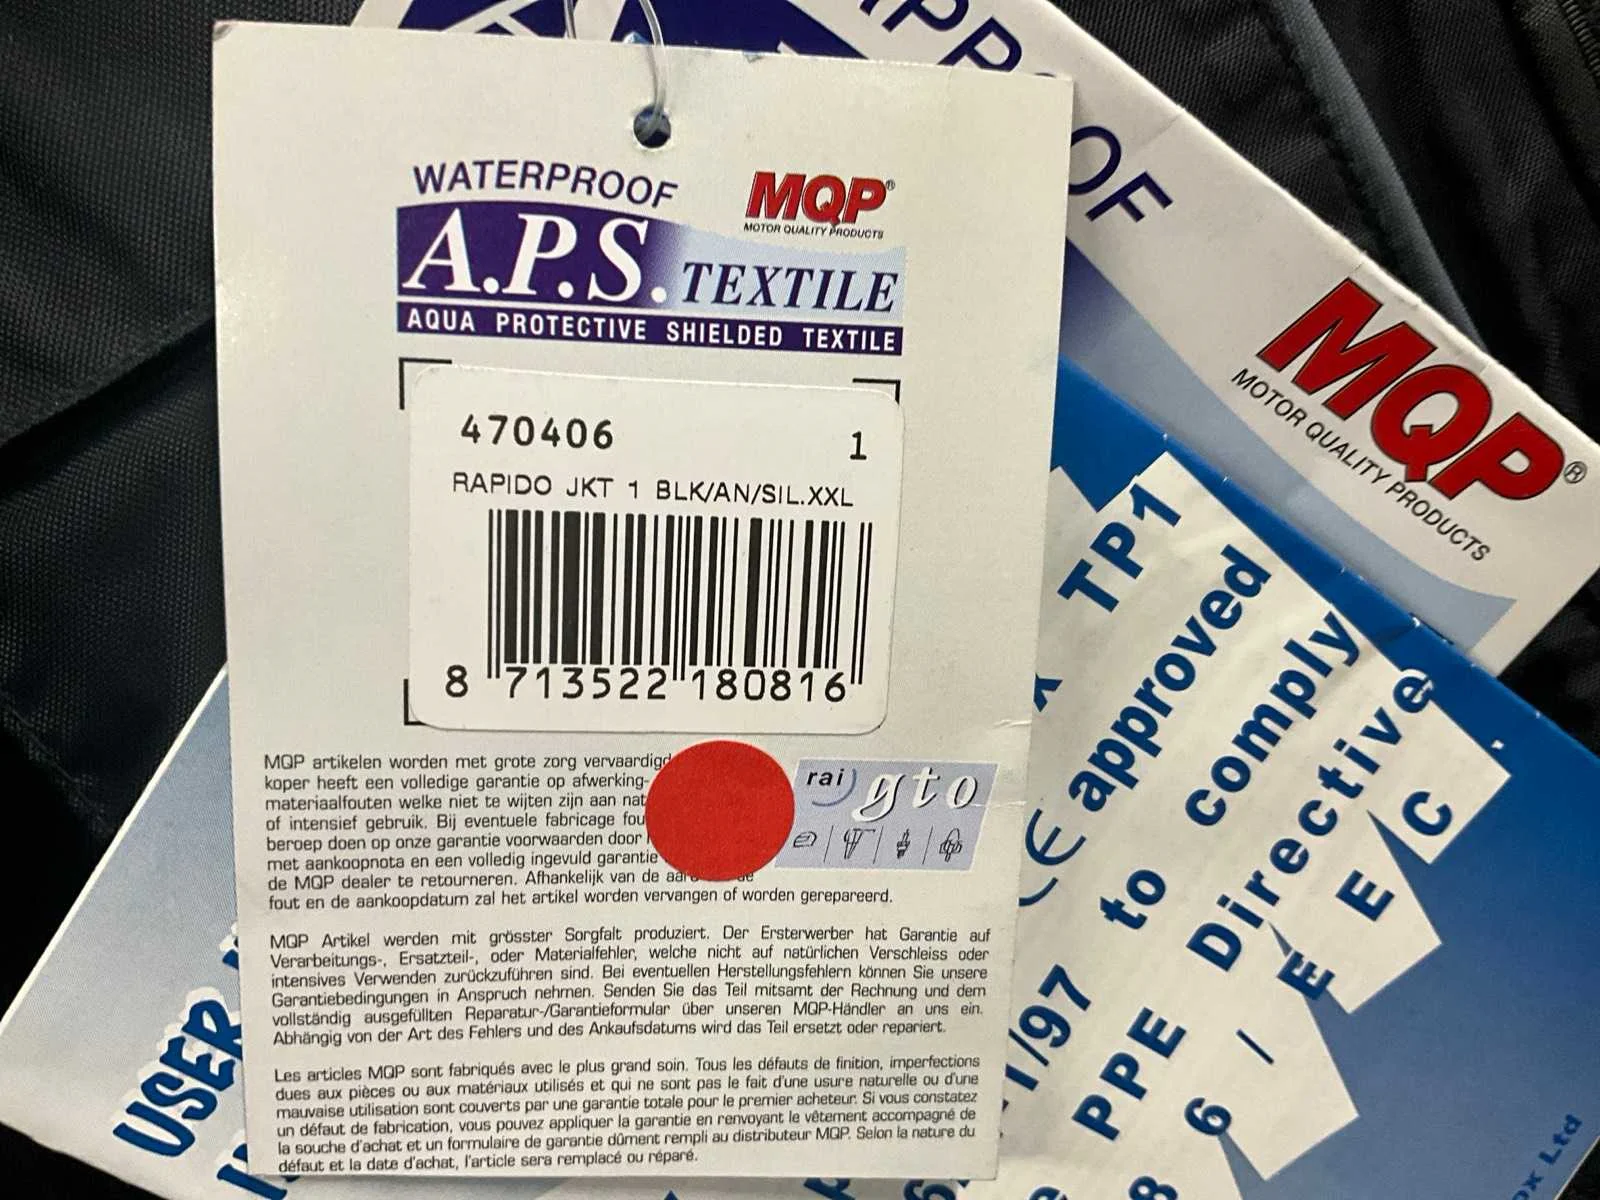 WATERPROOF
MQP®
MOTOR QUALITY PRODUCTS
A.P.S. TEXTILE
AQUA PROTECTIVE SHIELDED TEXTILE
470406
1
RAPIDO JKT 1 BLK/AN/SIL.XXL
8 713522 180816
MQP artikelen worden met grote zorg vervaardigd
koper heeft een volledige garantie op afwerking-
materiaalfouten welke niet te wijten zijn aan
of intensief gebruik. Bij eventuele fabricage
beroep doen op onze garantie voorwaarden door
met aankoopnota en een volledig ingevuld garantie
de MQP dealer te retourneren. Afhankelijk van de
fout en de aankoopdatum zal het artikel worden vervangen of worden gerepareerd.
rai gto
MQP Artikel werden mit grösster Sorgfalt produziert. Der Ersterwerber hat Garantie auf
Verarbeitungs-, Ersatzteil-, oder Materialfehler, welche nicht auf natürlichen Verschleiss oder
intensives Verwenden zurückzuführen sind. Bei eventuellen Herstellungsfehlern können Sie unsere
Garantiebedingungen in Anspruch nehmen. Senden Sie das Teil mitsamt der Rechnung und dem
vollständig ausgefüllten Reparatur-/Garantieformular über unseren MQP-Händler an uns ein.
Abhängig von der Art des Fehlers und des Ankaufsdatums wird das Teil ersetzt oder repariert.
Les articles MQP sont fabriqués avec le plus grand soin. Tous les défauts de finition, imperfections
dues aux pièces ou aux matériaux utilisés et qui ne sont pas le fait d'une usure naturelle ou d'une
mauvaise utilisation sont couverts par une garantie totale pour le premier acheteur. Si vous constatez
un défaut de fabrication, vous pouvez appliquer la garantie en renvoyant le vêtement accompagné de
la souche d'achat et un formulaire de garantie dûment rempli au distributeur MQP. Selon la nature du
défaut et la date d'achat, l'article sera remplacé ou réparé.
MQP®
MOTOR QUALITY PRODUCTS
TP1
CE approved
1/97 to comply
PPE Directive
6 / EEC
USER
Ltd